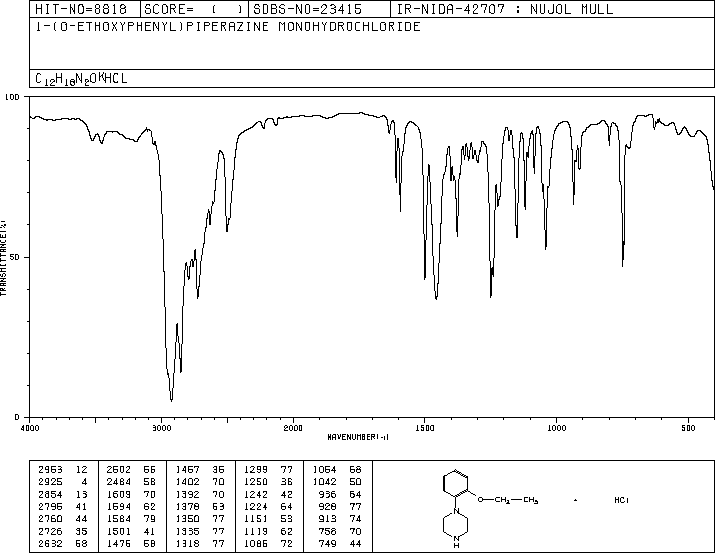 HIT-NO=8818 SCORE= ( ) SDBS-NO=23415 IR-NIDA-42707 : NUJOL MULL
1-(O-ETHOXYPHENYL)PIPERAZINE MONOHYDROCHLORIDE
C12H18N2O*HCL
100
50
0
TRANSMITTANCE(%)
4000 3000 2000 1500 1000 500
WAVENUMBER(-1)
2953 12 2502 56 1457 35 1299 77 1054 68
2925 4 2484 58 1402 70 1250 36 1042 50
2854 13 1609 70 1392 70 1242 42 936 64
2795 41 1594 62 1378 53 1224 64 928 77
2760 44 1584 79 1350 77 1151 53 913 74
2726 35 1501 41 1335 77 1119 62 758 70
2632 58 1475 58 1318 77 1086 72 749 44
O CH2 CH3
N
N
H
• HCl